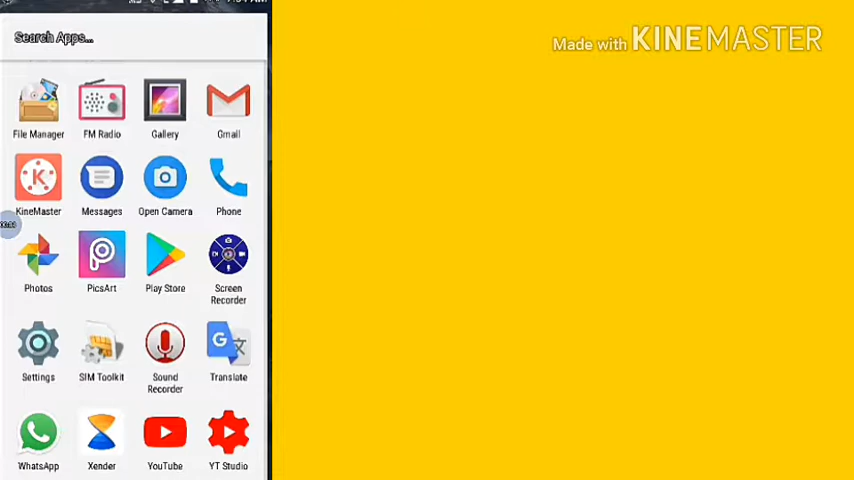 Search Apps...
Made with KINEMASTER
File Manager
FM Radio
Gallery
Gmail
KineMaster
Messages
Open Camera
Phone
Photos
PicsArt
Play Store
Screen
Recorder
Settings
SIM Toolkit
Sound
Recorder
Translate
WhatsApp
Xender
YouTube
YT Studio